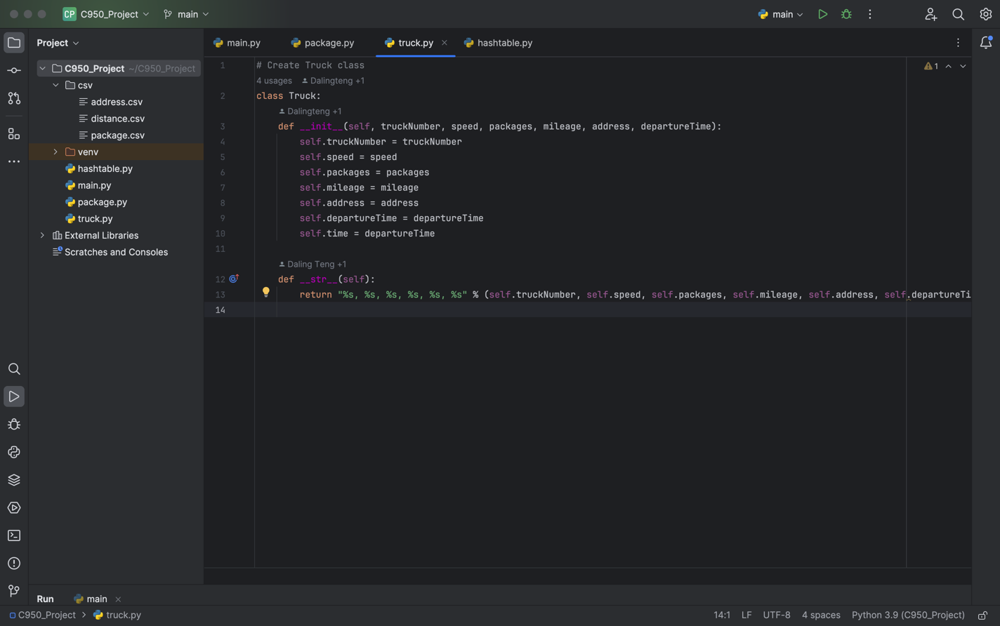 CP C950_Project main main
Project
main.py package.py truck.py hashtable.py
C950_Project ~/C950_Project
csv
address.csv
distance.csv
package.csv
venv
hashtable.py
main.py
package.py
truck.py
External Libraries
Scratches and Consoles
1
1 # Create Truck class
4 usages Dalingteng +1
2 class Truck:
Dalingteng +1
3 def __init__(self, truckNumber, speed, packages, mileage, address, departureTime):
4 self.truckNumber = truckNumber
5 self.speed = speed
6 self.packages = packages
7 self.mileage = mileage
8 self.address = address
9 self.departureTime = departureTime
10 self.time = departureTime
11
Daling Teng +1
12 def __str__(self):
13 return "%s, %s, %s, %s, %s, %s" % (self.truckNumber, self.speed, self.packages, self.mileage, self.address, self.departureTi
14
Run main
C950_Project truck.py 14:1 LF UTF-8 4 spaces Python 3.9 (C950_Project)